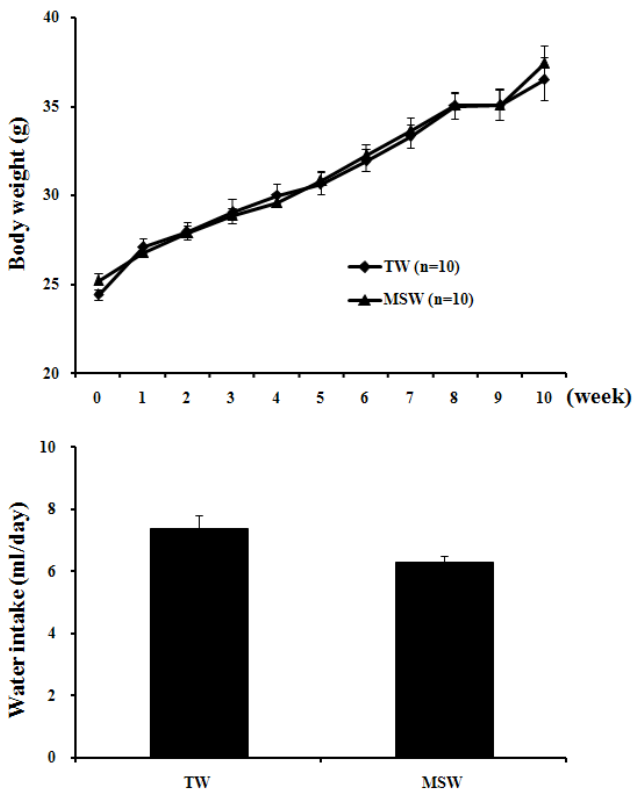 40
35
30
25
20
Body weight (g)
TW (n=10)
MSW (n=10)
0 1 2 3 4 5 6 7 8 9 10 (week)
10
8
6
4
2
0
Water intake (ml/day)
TW MSW